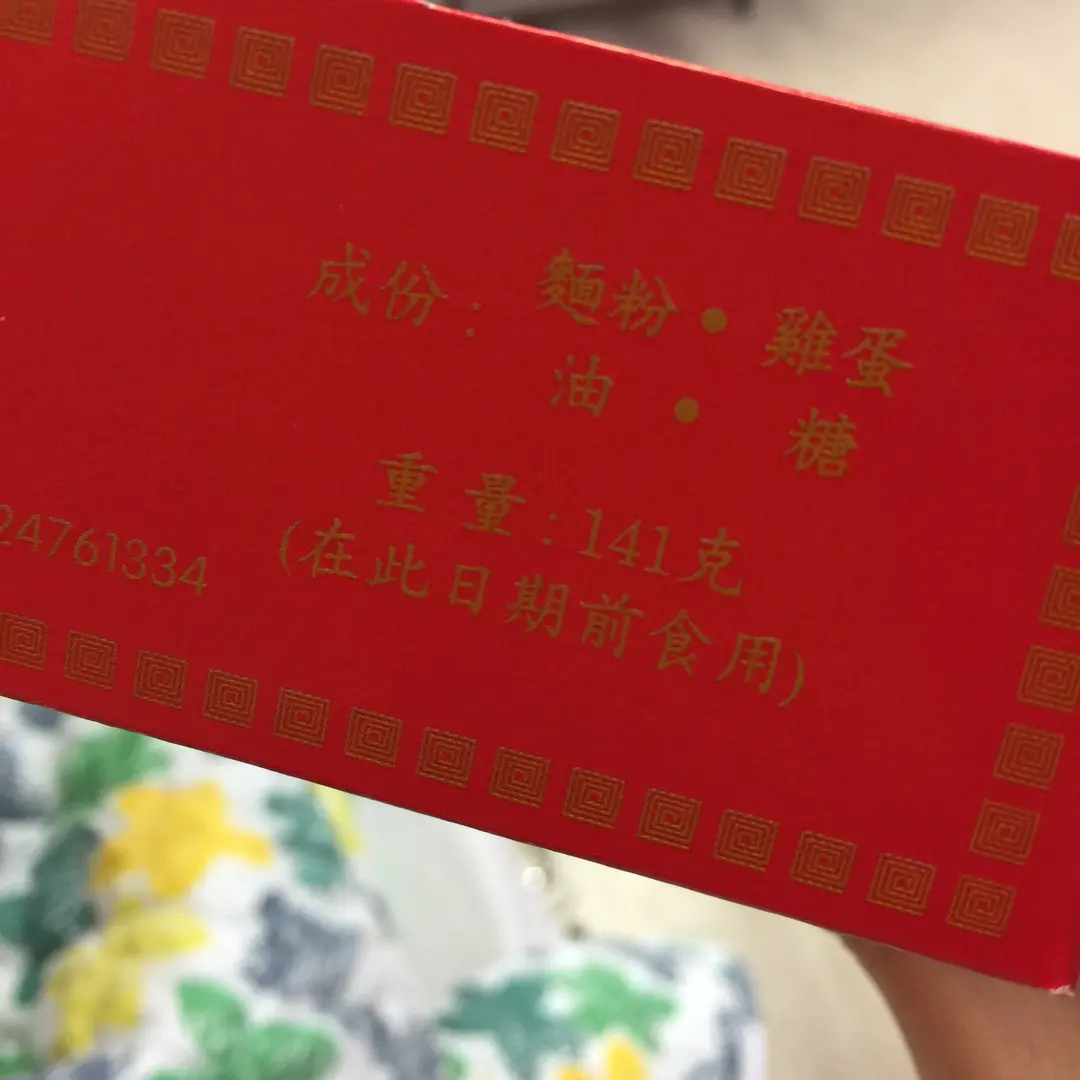 成份：麵粉•雞蛋
油•糖
重量：141克
(在此日期前食用)
24761334